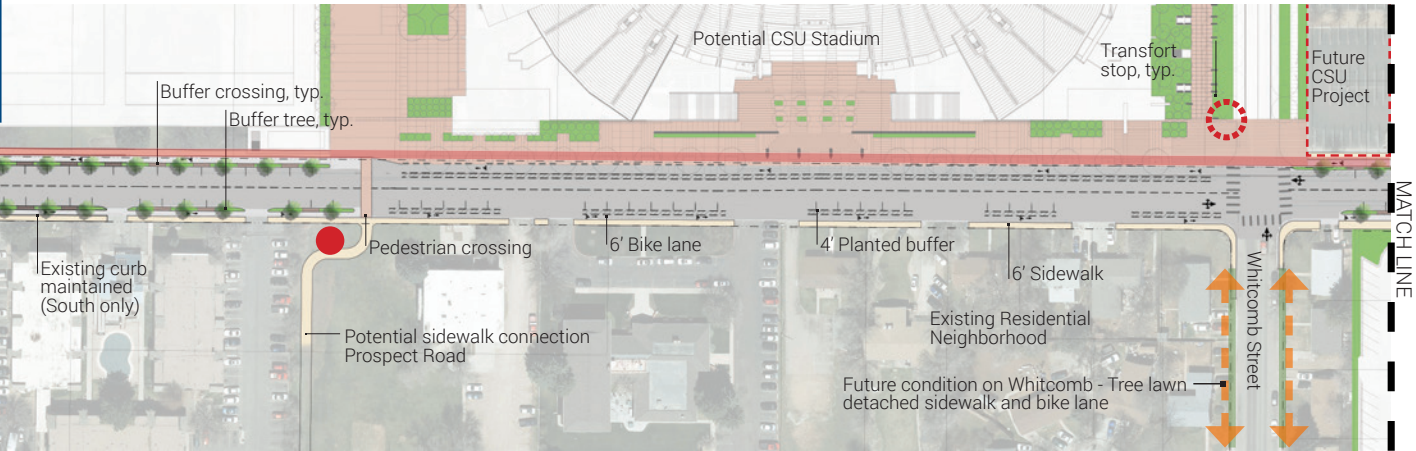 Potential CSU Stadium
Transfort
stop, typ.
Future
CSU
Project
Buffer crossing, typ.
Buffer tree, typ.
MATCH LINE
Existing curb
maintained
(South only)
Pedestrian crossing
6’ Bike lane
4’ Planted buffer
6’ Sidewalk
Potential sidewalk connection
Prospect Road
Existing Residential
Neighborhood
Whitcomb Street
Future condition on Whitcomb - Tree lawn
detached sidewalk and bike lane